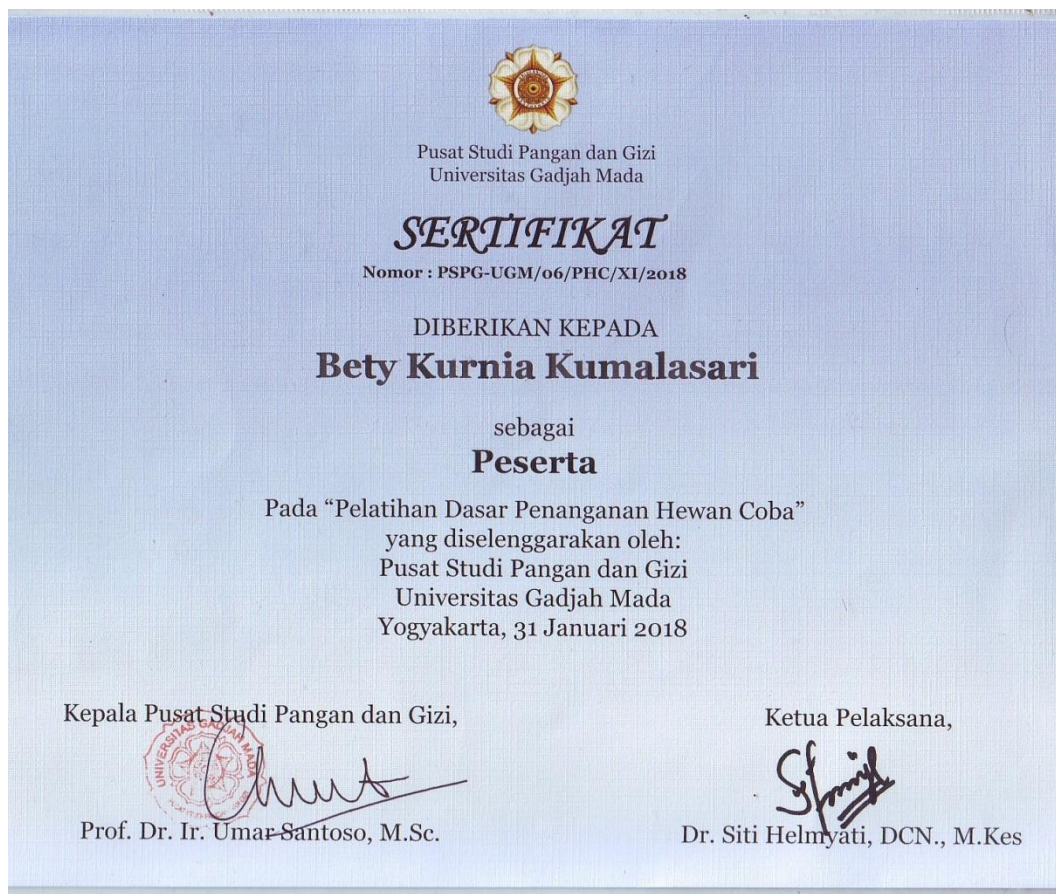 Pusat Studi Pangan dan Gizi
Universitas Gadjah Mada
SERTIFIKAT
Nomor : PSPG-UGM/06/PHC/XI/2018
DIBERIKAN KEPADA
Bety Kurnia Kumalasari
sebagai
Peserta
Pada “Pelatihan Dasar Penanganan Hewan Coba”
yang diselenggarakan oleh:
Pusat Studi Pangan dan Gizi
Universitas Gadjah Mada
Yogyakarta, 31 Januari 2018
Kepala Pusat Studi Pangan dan Gizi,
Ketua Pelaksana,
UNIVERSITAS GADJAH MADA
Prof. Dr. Ir. Umar Santoso, M.Sc.
Dr. Siti Helmyati, DCN., M.Kes